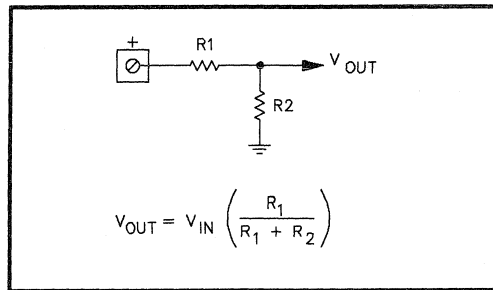 +
R1
V OUT
R2
V OUT = V IN ( R1 / R1 + R2 )